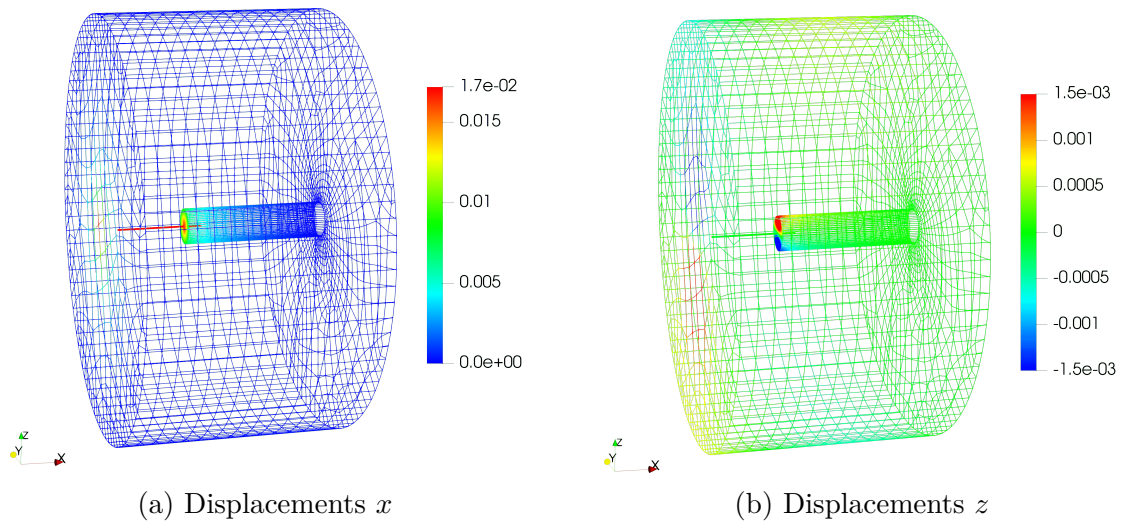 1.7e-02
0.015
0.01
0.005
0.0e+00
Z
Y
X
(a) Displacements x
1.5e-03
0.001
0.0005
0
-0.0005
-0.001
-1.5e-03
Z
Y
X
(b) Displacements z